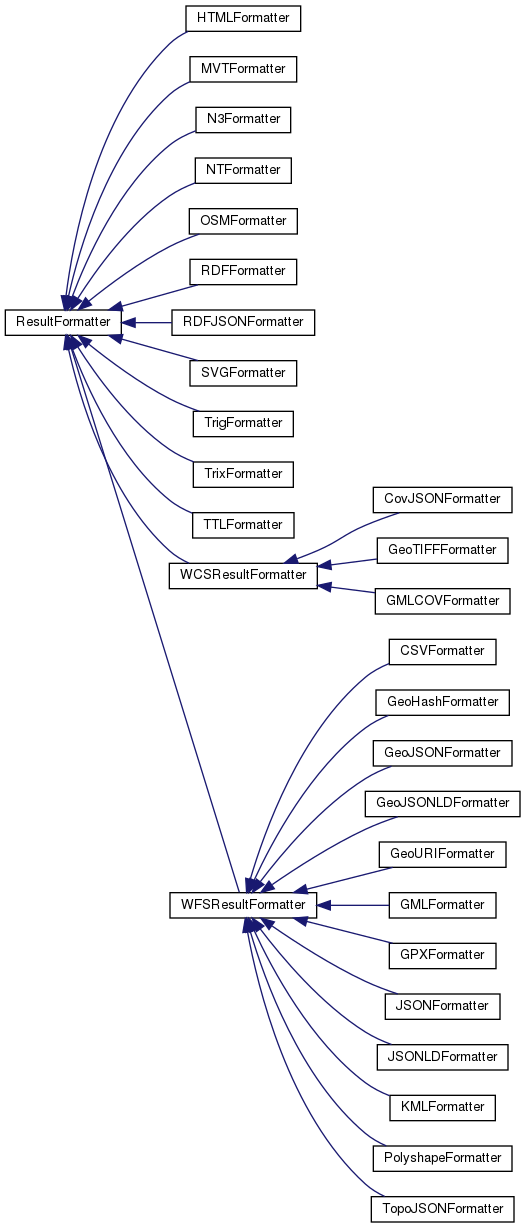 HTMLFormatter
MVTFormatter
N3Formatter
NTFormatter
OSMFormatter
RDFFormatter
ResultFormatter
RDFJSONFormatter
SVGFormatter
TrigFormatter
TrixFormatter
CovJSONFormatter
TTLFormatter
GeoTIFFFormatter
WCSResultFormatter
GMLCOVFormatter
CSVFormatter
GeoHashFormatter
GeoJSONFormatter
GeoJSONLDFormatter
GeoURIFormatter
WFSResultFormatter
GMLFormatter
GPXFormatter
JSONFormatter
JSONLDFormatter
KMLFormatter
PolyshapeFormatter
TopoJSONFormatter